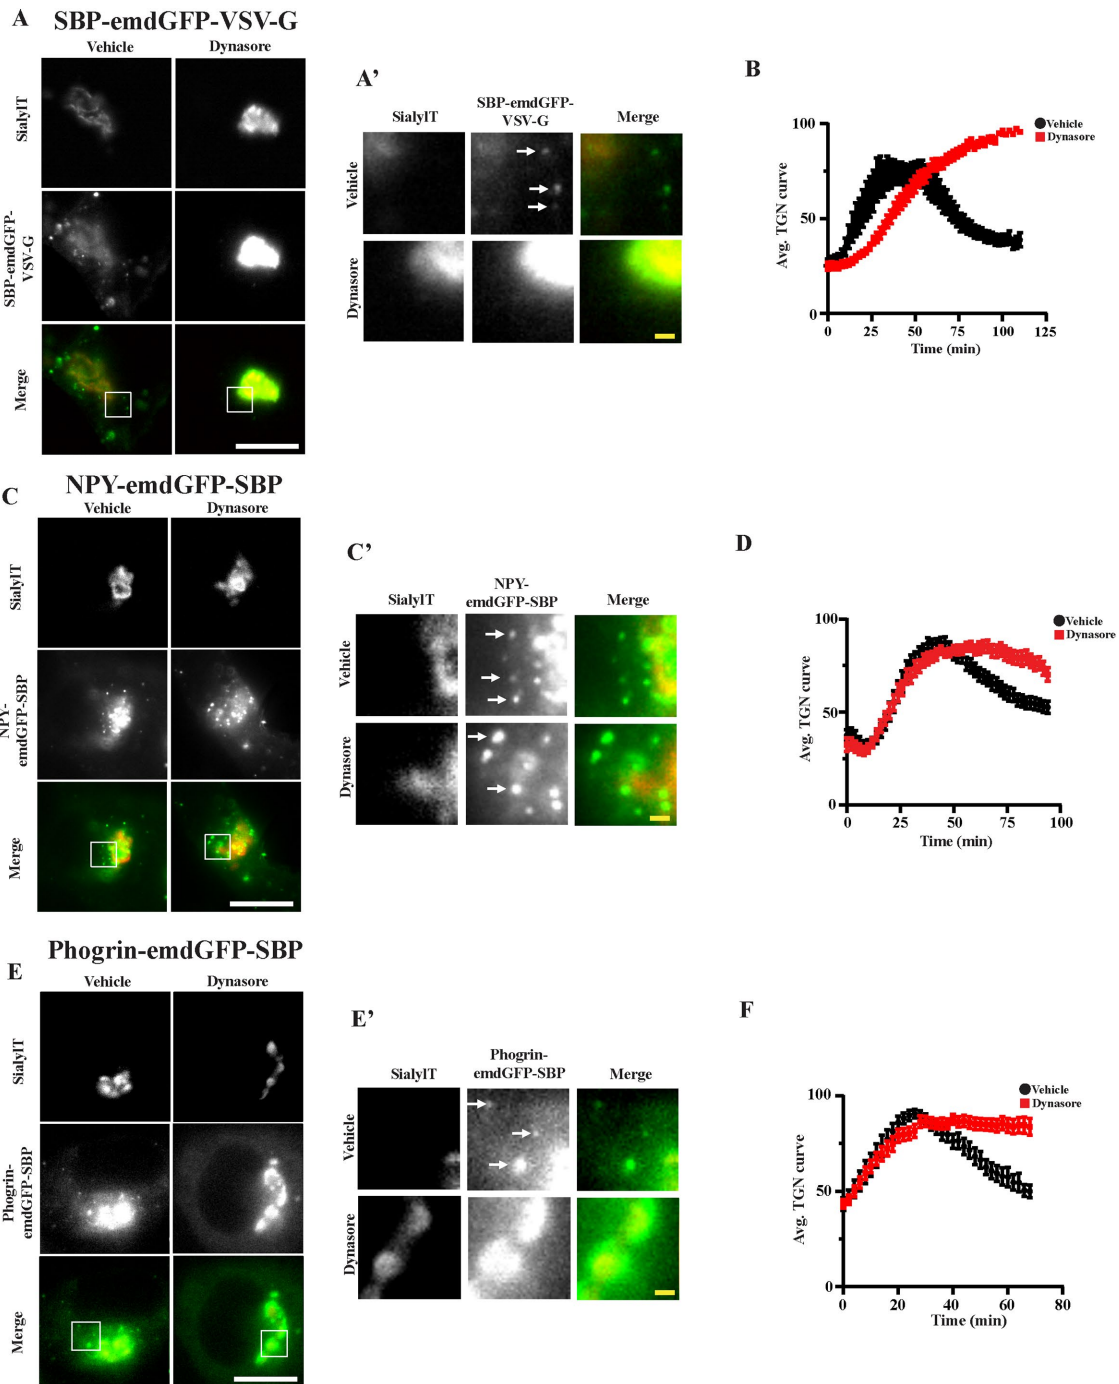 A
SBP-emdGFP-VSV-G
Vehicle
Dynasore
SialylT
SBP-emdGFP-
VSV-G
Merge
A’
SialylT
SBP-emdGFP-
VSV-G
Merge
Vehicle
Dynasore
B
Vehicle
Dynasore
Avg. TGN curve
100
50
0
0
25
50
75
100
125
Time (min)
C
NPY-emdGFP-SBP
Vehicle
Dynasore
SialylT
NPY-
emdGFP-SBP
Merge
C’
SialylT
NPY-
emdGFP-SBP
Merge
Vehicle
Dynasore
D
Vehicle
Dynasore
Avg. TGN curve
100
50
0
0
25
50
75
100
Time (min)
E
Phogrin-emdGFP-SBP
Vehicle
Dynasore
SialylT
Phogrin-
emdGFP-SBP
Merge
E’
SialylT
Phogrin-
emdGFP-SBP
Merge
Vehicle
Dynasore
F
Vehicle
Dynasore
Avg. TGN curve
100
50
0
0
20
40
60
80
Time (min)